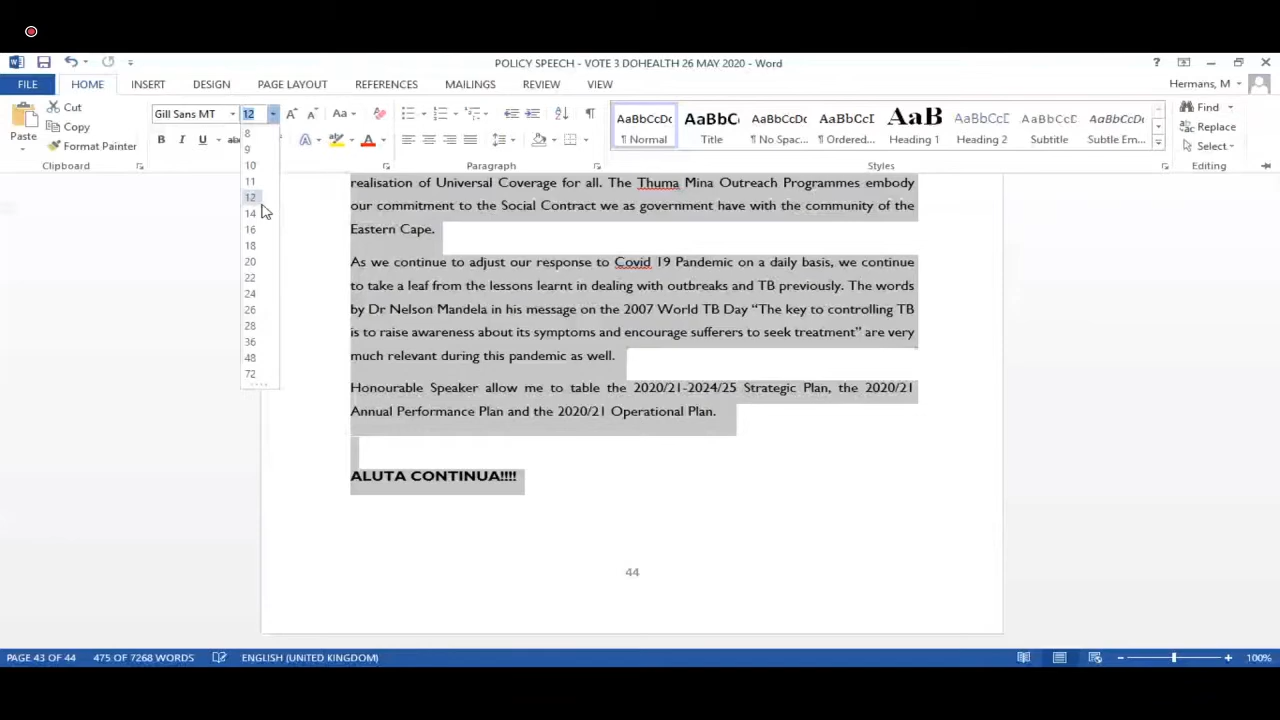 POLICY SPEECH - VOTE 3 DOHEALTH 26 MAY 2020 - Word
?
FILE HOME INSERT DESIGN PAGE LAYOUT REFERENCES MAILINGS REVIEW VIEW Hermans, M
Paste
Cut
Copy
Format Painter
Clipboard
Gill Sans MT 12 A A Aa
B I U abc A A
8
9
10
11
12
14
16
18
20
22
24
26
28
36
48
72
Paragraph
AaBbCcDc AaBbC AaBbCcDc AaBbCcI AaB AaBbCcDc AaBbCcDc AaBbCcDc
¶ Normal Title ¶ No Spac... ¶ Ordered... Heading 1 Heading 2 Subtitle Subtle Em...
Styles
Find
Replace
Select
Editing
realisation of Universal Coverage for all. The Thuma Mina Outreach Programmes embody
our commitment to the Social Contract we as government have with the community of the
Eastern Cape.
As we continue to adjust our response to Covid 19 Pandemic on a daily basis, we continue
to take a leaf from the lessons learnt in dealing with outbreaks and TB previously. The words
by Dr Nelson Mandela in his message on the 2007 World TB Day “The key to controlling TB
is to raise awareness about its symptoms and encourage sufferers to seek treatment” are very
much relevant during this pandemic as well.
Honourable Speaker allow me to table the 2020/21-2024/25 Strategic Plan, the 2020/21
Annual Performance Plan and the 2020/21 Operational Plan.
ALUTA CONTINUA!!!!
44
PAGE 43 OF 44 475 OF 7268 WORDS ENGLISH (UNITED KINGDOM) 100%